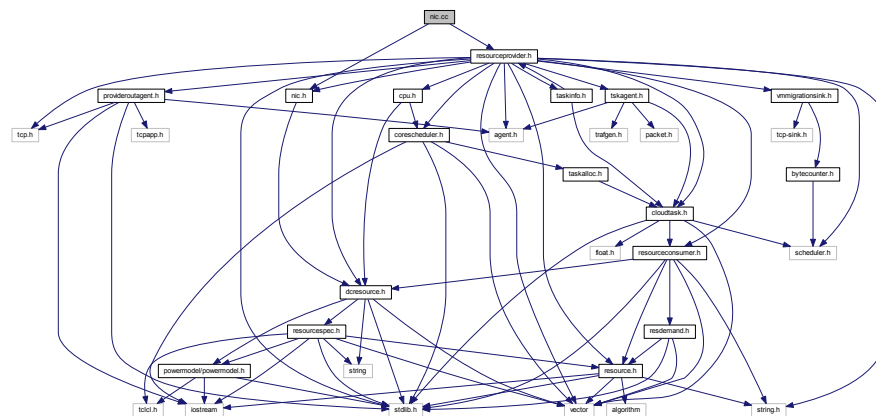 nic.cc
resourceprovider.h
provideroutagent.h
nic.h
cpu.h
taskinfo.h
tskagent.h
vmmigrationsink.h
tcp.h
tcpapp.h
corescheduler.h
agent.h
trafgen.h
packet.h
tcp-sink.h
taskalloc.h
bytecounter.h
cloudtask.h
float.h
resourceconsumer.h
scheduler.h
dcresource.h
resourcespec.h
resdemand.h
powermodel/powermodel.h
string
resource.h
tclcl.h
iostream
stdlib.h
vector
algorithm
string.h